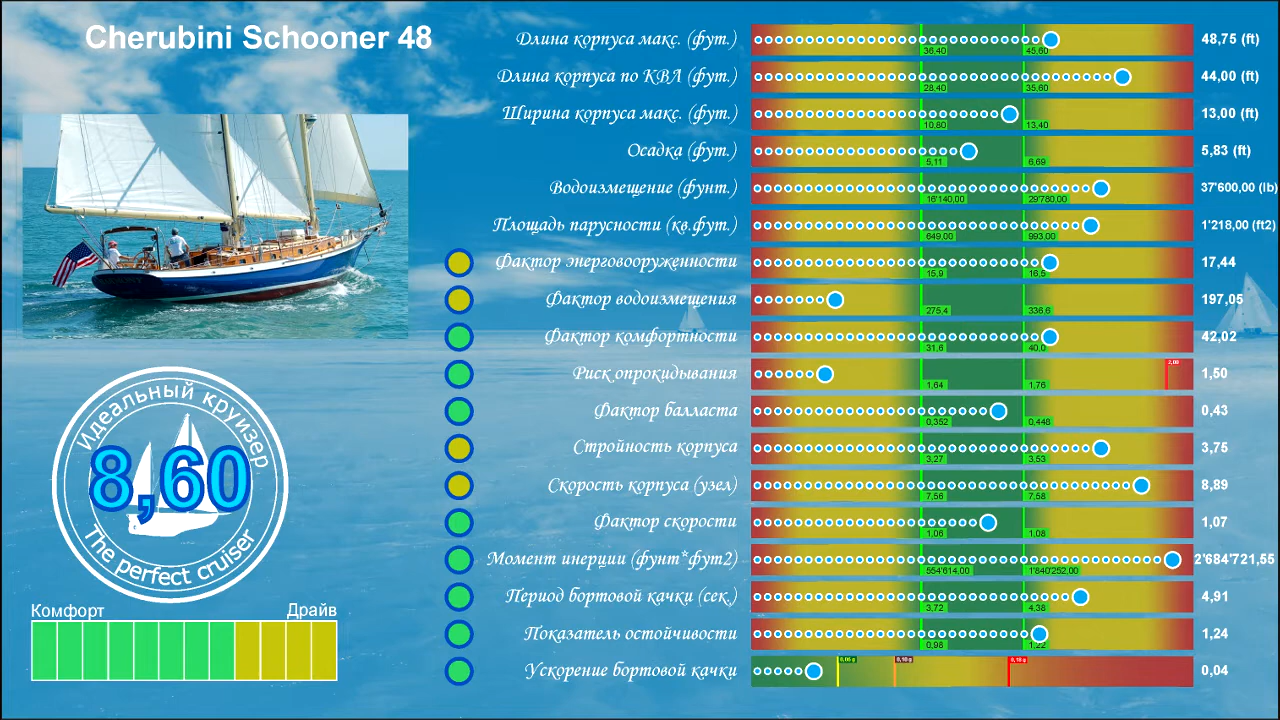 Cherubini Schooner 48
Длина корпуса макс. (фут.) 36,40 45,60 48,75 (ft)
Длина корпуса по КВЛ (фут.) 28,40 35,60 44,00 (ft)
Ширина корпуса макс. (фут.) 10,60 13,40 13,00 (ft)
Осадка (фут.) 5,11 6,69 5,83 (ft)
Водоизмещение (фунт.) 16'140,00 29'780,00 37'600,00 (lb)
Площадь парусности (кв.фут.) 649,00 993,00 1'218,00 (ft2)
Фактор энерговооруженности 15,9 16,5 17,44
Фактор водоизмещения 275,4 336,6 197,05
Фактор комфортности 31,6 40,0 42,02
Риск опрокидывания 1,64 1,76 2,08 1,50
Фактор балласта 0,352 0,448 0,43
Стройность корпуса 3,27 3,53 3,75
Скорость корпуса (узел) 7,56 7,58 8,89
Фактор скорости 1,06 1,08 1,07
Момент инерции (фунт*фут2) 554'614,00 1'840'252,00 2'684'721,55
Период бортовой качки (сек.) 3,72 4,38 4,91
Показатель остойчивости 0,98 1,22 1,24
Ускорение бортовой качки 0,05 g 0,10 g 0,18 g 0,04
Идеальный круизер
8,60
The perfect cruiser
Комфорт Драйв